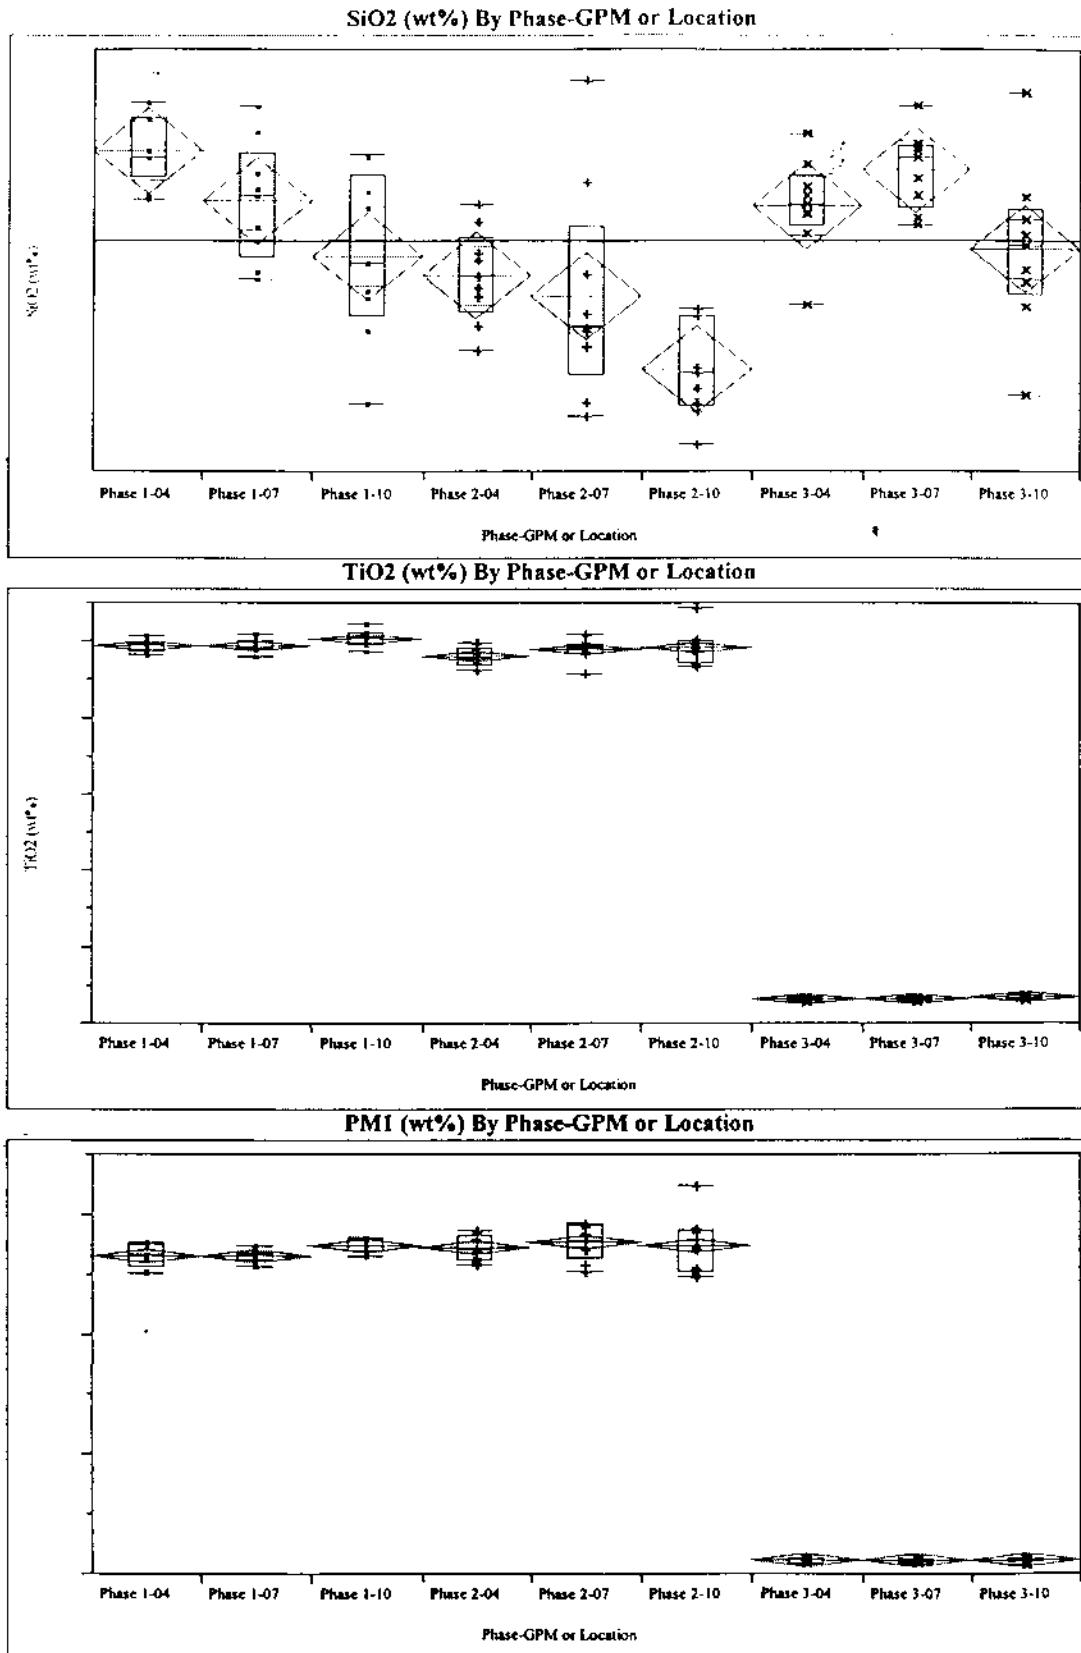 SiO2 (wt%) By Phase-GPM or Location
SiO2 (wt%)
Phase 1-04 Phase 1-07 Phase 1-10 Phase 2-04 Phase 2-07 Phase 2-10 Phase 3-04 Phase 3-07 Phase 3-10
Phase-GPM or Location
TiO2 (wt%) By Phase-GPM or Location
TiO2 (wt%)
Phase 1-04 Phase 1-07 Phase 1-10 Phase 2-04 Phase 2-07 Phase 2-10 Phase 3-04 Phase 3-07 Phase 3-10
Phase-GPM or Location
PM1 (wt%) By Phase-GPM or Location
Phase 1-04 Phase 1-07 Phase 1-10 Phase 2-04 Phase 2-07 Phase 2-10 Phase 3-04 Phase 3-07 Phase 3-10
Phase-GPM or Location